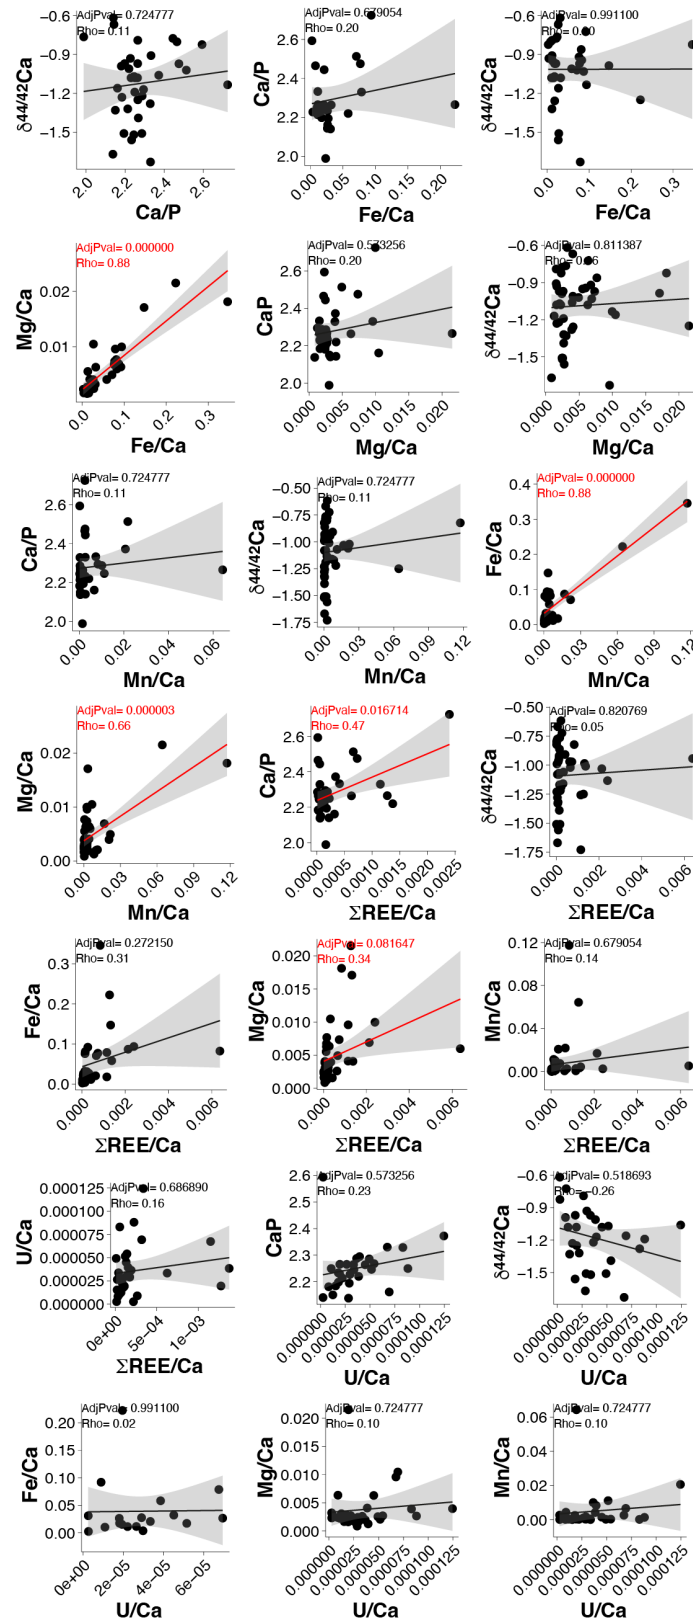 AdjPval= 0.724777
Rho= 0.11
δ44/42Ca
−0.6
−0.9
−1.2
−1.5
2.0
2.2
2.4
2.6
Ca/P
AdjPval= 0.679054
Rho= 0.20
Ca/P
2.6
2.4
2.2
2.0
0.00
0.05
0.10
0.15
0.20
Fe/Ca
AdjPval= 0.991100
δ44/42Ca
−0.6
−0.9
−1.2
−1.5
0.0
0.1
0.2
0.3
Fe/Ca
AdjPval= 0.000000
Rho= 0.88
Mg/Ca
0.02
0.01
0.0
0.1
0.2
0.3
Fe/Ca
AdjPval= 0.573256
Rho= 0.20
CaP
2.6
2.4
2.2
2.0
0.000
0.005
0.010
0.015
0.020
Mg/Ca
AdjPval= 0.811387
δ44/42Ca
−0.6
−0.9
−1.2
−1.5
0.000
0.005
0.010
0.015
0.020
Mg/Ca
AdjPval= 0.724777
Rho= 0.11
Ca/P
2.6
2.4
2.2
2.0
0.00
0.02
0.04
0.06
Mn/Ca
AdjPval= 0.724777
Rho= 0.11
δ44/42Ca
−0.50
−0.75
−1.00
−1.25
−1.50
−1.75
0.00
0.03
0.06
0.09
0.12
Mn/Ca
AdjPval= 0.000000
Rho= 0.88
Fe/Ca
0.4
0.3
0.2
0.1
0.0
0.00
0.03
0.06
0.09
0.12
Mn/Ca
AdjPval= 0.000003
Rho= 0.66
Mg/Ca
0.02
0.01
0.00
0.00
0.03
0.06
0.09
0.12
Mn/Ca
AdjPval= 0.016714
Rho= 0.47
Ca/P
2.6
2.4
2.2
2.0
0.0000
0.0005
0.0010
0.0015
0.0020
0.0025
ΣREE/Ca
AdjPval= 0.820769
Rho= 0.05
δ44/42Ca
−0.50
−0.75
−1.00
−1.25
−1.50
−1.75
0.000
0.002
0.004
0.006
ΣREE/Ca
AdjPval= 0.272150
Rho= 0.31
Fe/Ca
0.3
0.2
0.1
0.0
0.000
0.002
0.004
0.006
ΣREE/Ca
AdjPval= 0.081647
Rho= 0.34
Mg/Ca
0.020
0.015
0.010
0.005
0.000
0.000
0.002
0.004
0.006
ΣREE/Ca
AdjPval= 0.679054
Rho= 0.14
Mn/Ca
0.12
0.08
0.04
0.00
0.000
0.002
0.004
0.006
ΣREE/Ca
AdjPval= 0.686890
Rho= 0.16
U/Ca
0.000125
0.000100
0.000075
0.000050
0.000025
0.000000
0e+00
5e−04
1e−03
ΣREE/Ca
AdjPval= 0.573256
Rho= 0.23
CaP
2.6
2.5
2.4
2.3
2.2
0.000000
0.000025
0.000050
0.000075
0.000100
0.000125
U/Ca
AdjPval= 0.518693
Rho= −0.26
δ44/42Ca
−0.6
−0.9
−1.2
−1.5
0.000000
0.000025
0.000050
0.000075
0.000100
0.000125
U/Ca
AdjPval= 0.991100
Rho= 0.02
Fe/Ca
0.20
0.15
0.10
0.05
0.00
0e+00
2e−05
4e−05
6e−05
U/Ca
AdjPval= 0.724777
Rho= 0.10
Mg/Ca
0.020
0.015
0.010
0.005
0.000
0.000000
0.000025
0.000050
0.000075
0.000100
0.000125
U/Ca
AdjPval= 0.724777
Rho= 0.10
Mn/Ca
0.06
0.04
0.02
0.00
0.000000
0.000025
0.000050
0.000075
0.000100
0.000125
U/Ca